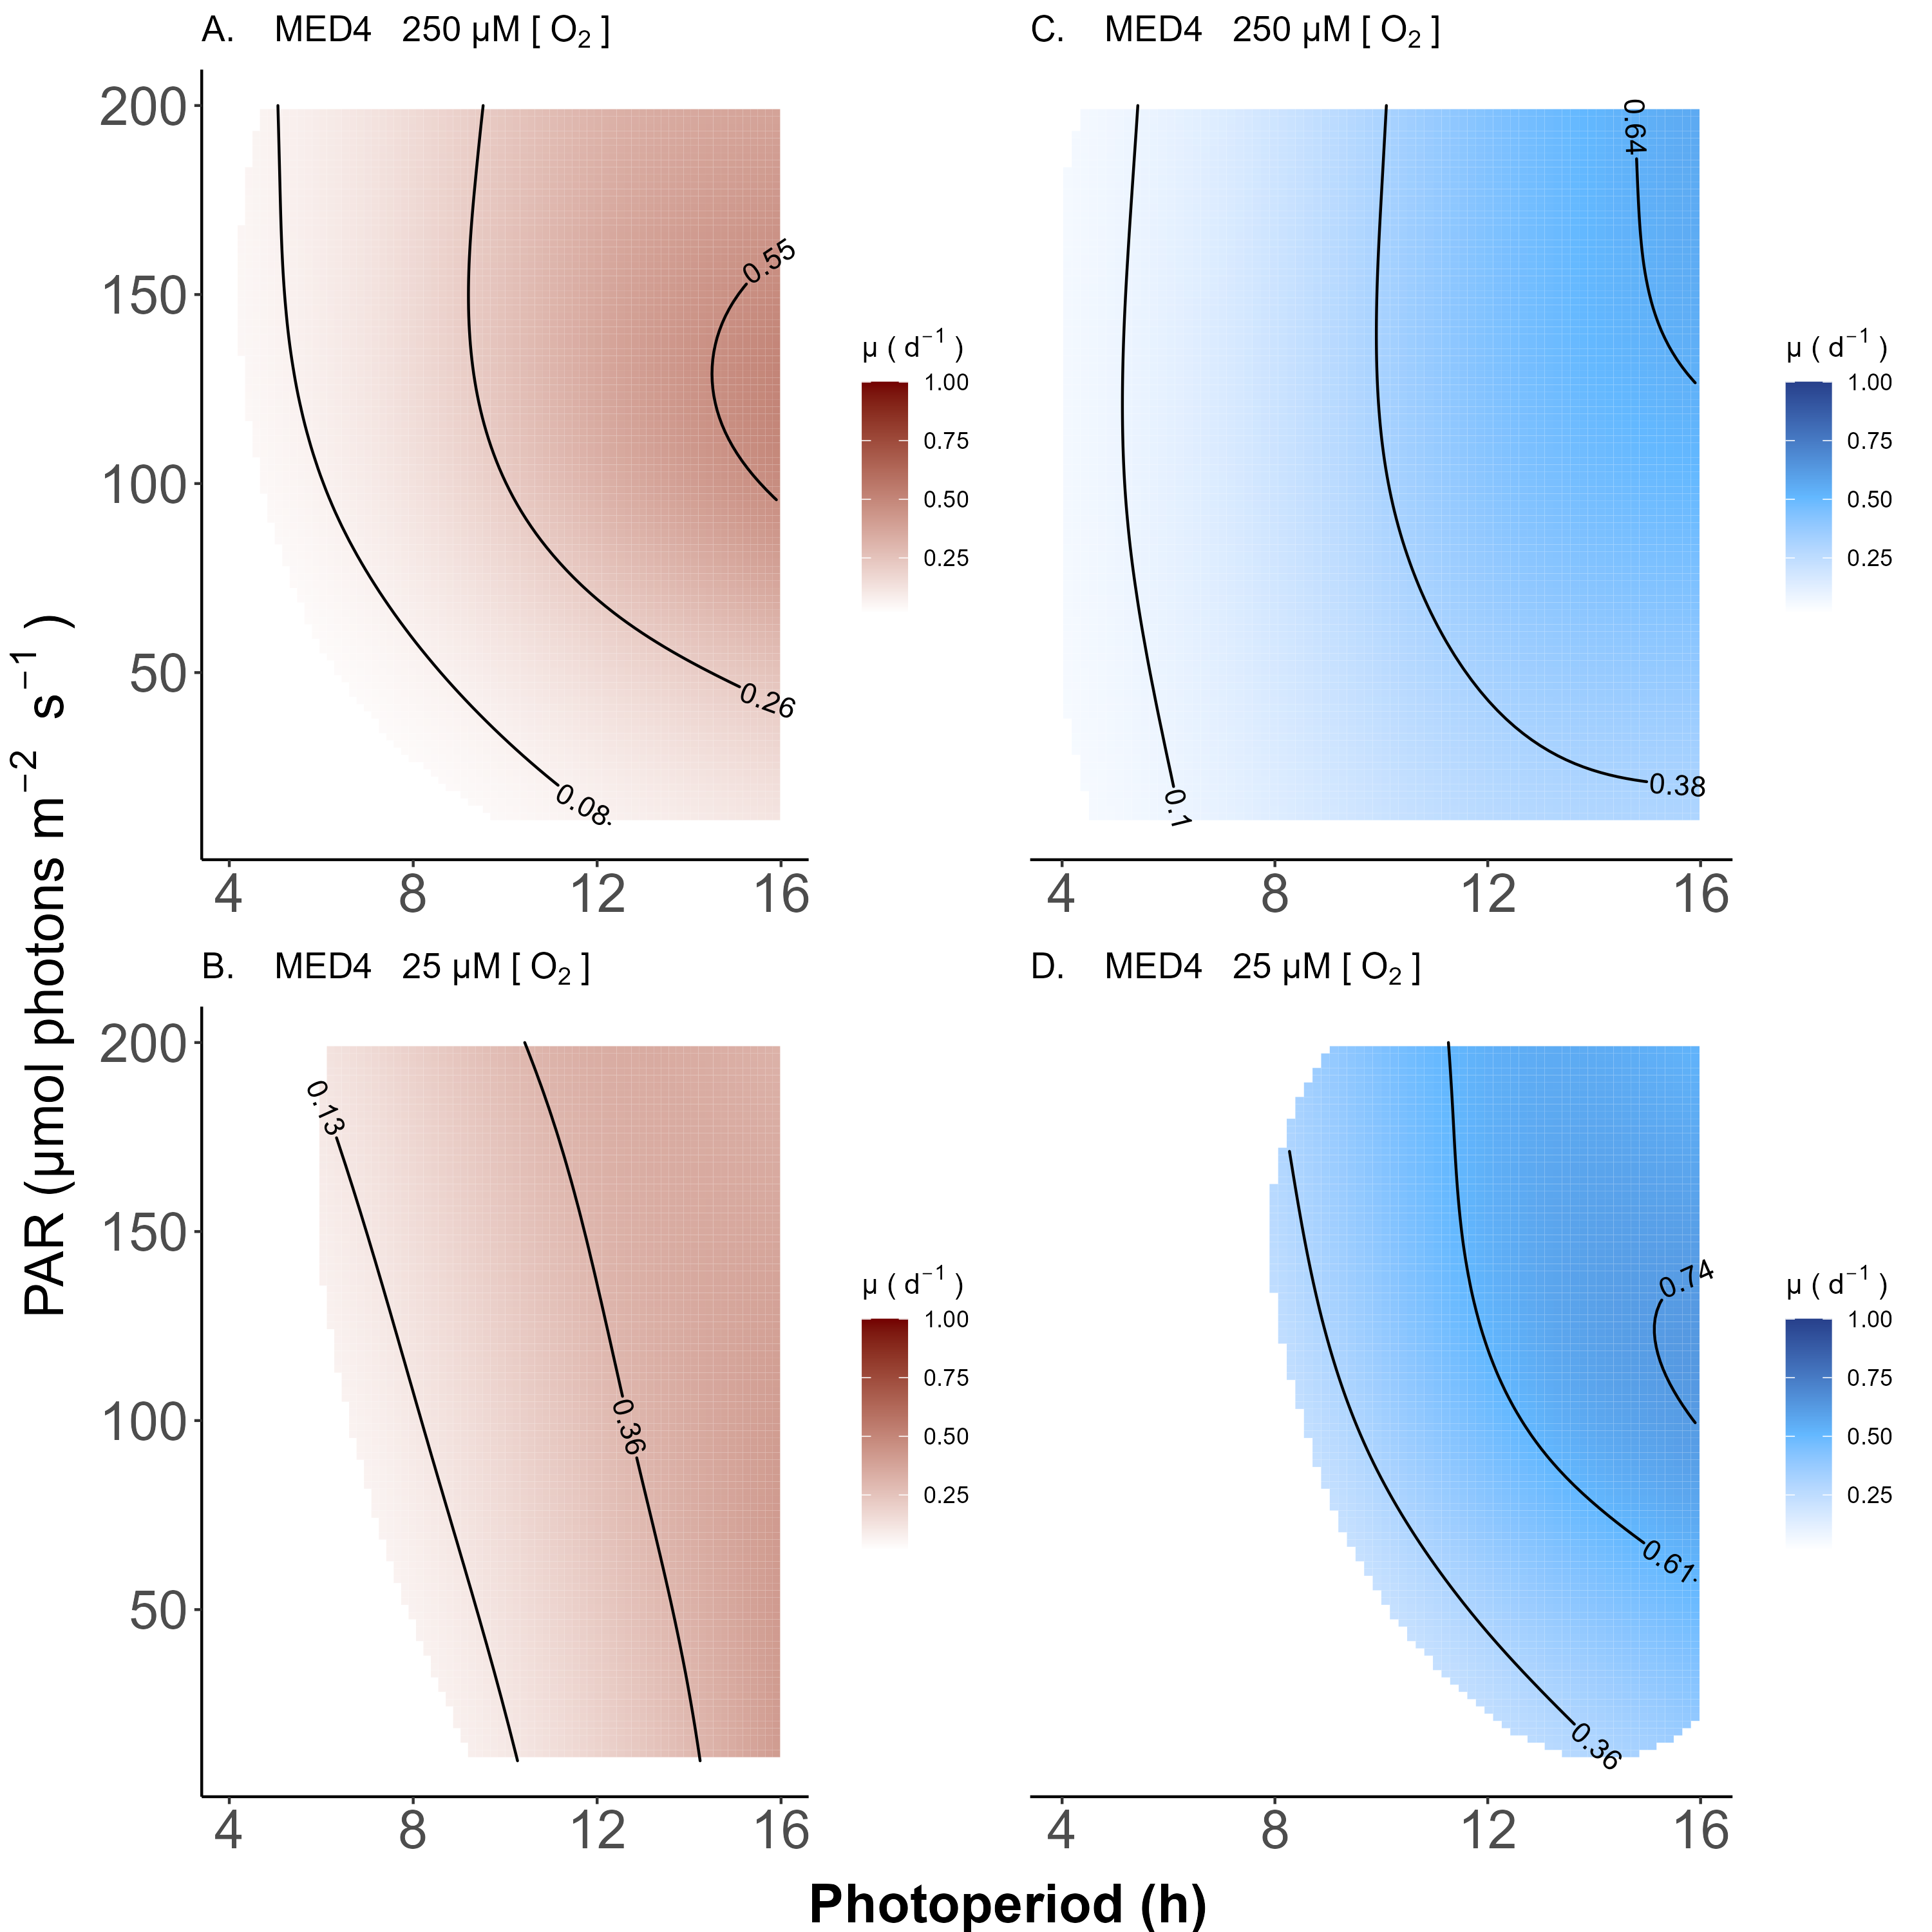 A. MED4 250 µM [ O₂ ]
200
150
100
50
4 8 12 16
0.55
0.26
0.08
µ ( d⁻¹ )
1.00
0.75
0.50
0.25
C. MED4 250 µM [ O₂ ]
0.64
0.38
0.1
4 8 12 16
µ ( d⁻¹ )
1.00
0.75
0.50
0.25
B. MED4 25 µM [ O₂ ]
200
150
100
50
0.13
0.36
4 8 12 16
µ ( d⁻¹ )
1.00
0.75
0.50
0.25
D. MED4 25 µM [ O₂ ]
0.74
0.61
0.36
4 8 12 16
µ ( d⁻¹ )
1.00
0.75
0.50
0.25
PAR (µmol photons m⁻² s⁻¹ )
Photoperiod (h)